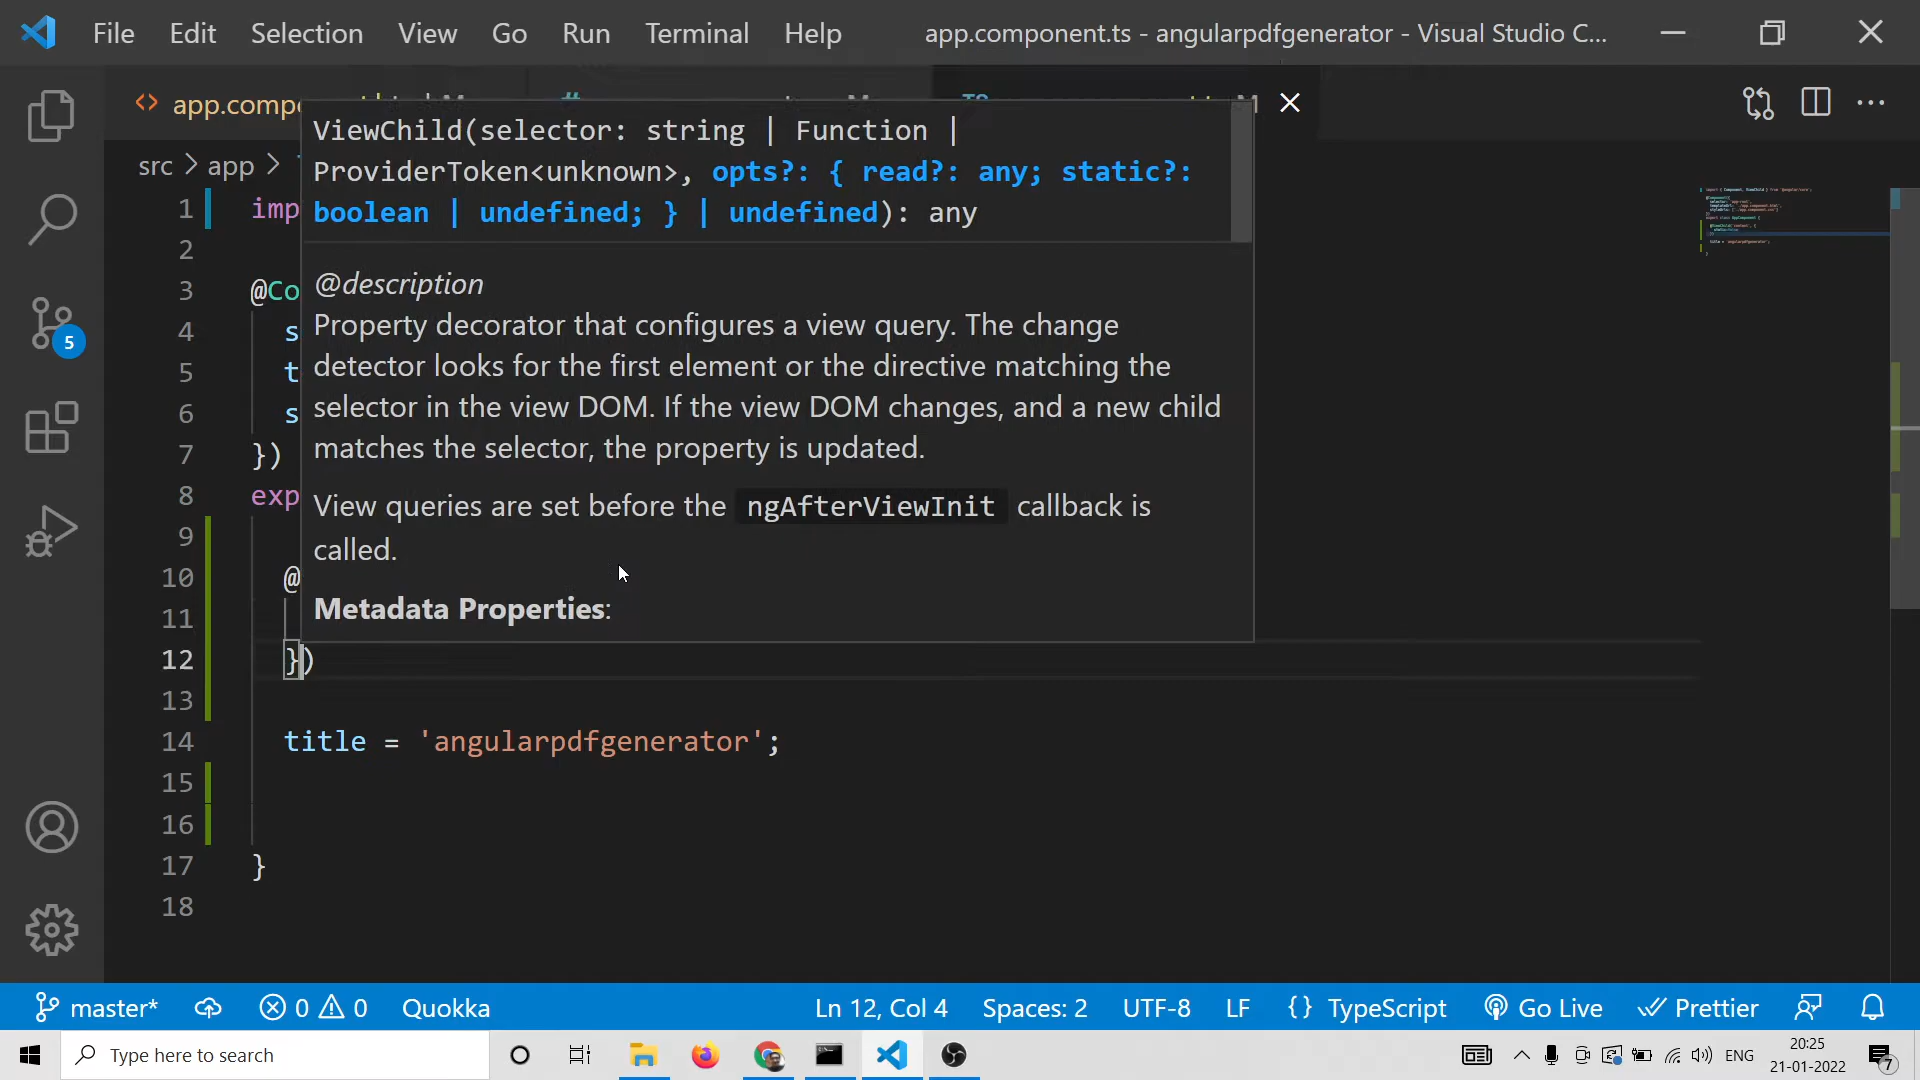 File Edit Selection View Go Run Terminal Help app.component.ts - angularpdfgenerator - Visual Studio C...
<> app.compo
src > app >
ViewChild(selector: string | Function |
ProviderToken<unknown>, opts?: { read?: any; static?:
boolean | undefined; } | undefined): any
@description
Property decorator that configures a view query. The change
detector looks for the first element or the directive matching the
selector in the view DOM. If the view DOM changes, and a new child
matches the selector, the property is updated.
View queries are set before the ngAfterViewInit callback is
called.
Metadata Properties:
1 imp
2
3 @Co
4 s
5 t
6 s
7 })
8 exp
9
10 @
11
12 })
13
14 title = 'angularpdfgenerator';
15
16
17 }
18
5
master* 0 0 Quokka Ln 12, Col 4 Spaces: 2 UTF-8 LF {} TypeScript Go Live Prettier
Type here to search
ENG
20:25
21-01-2022
7